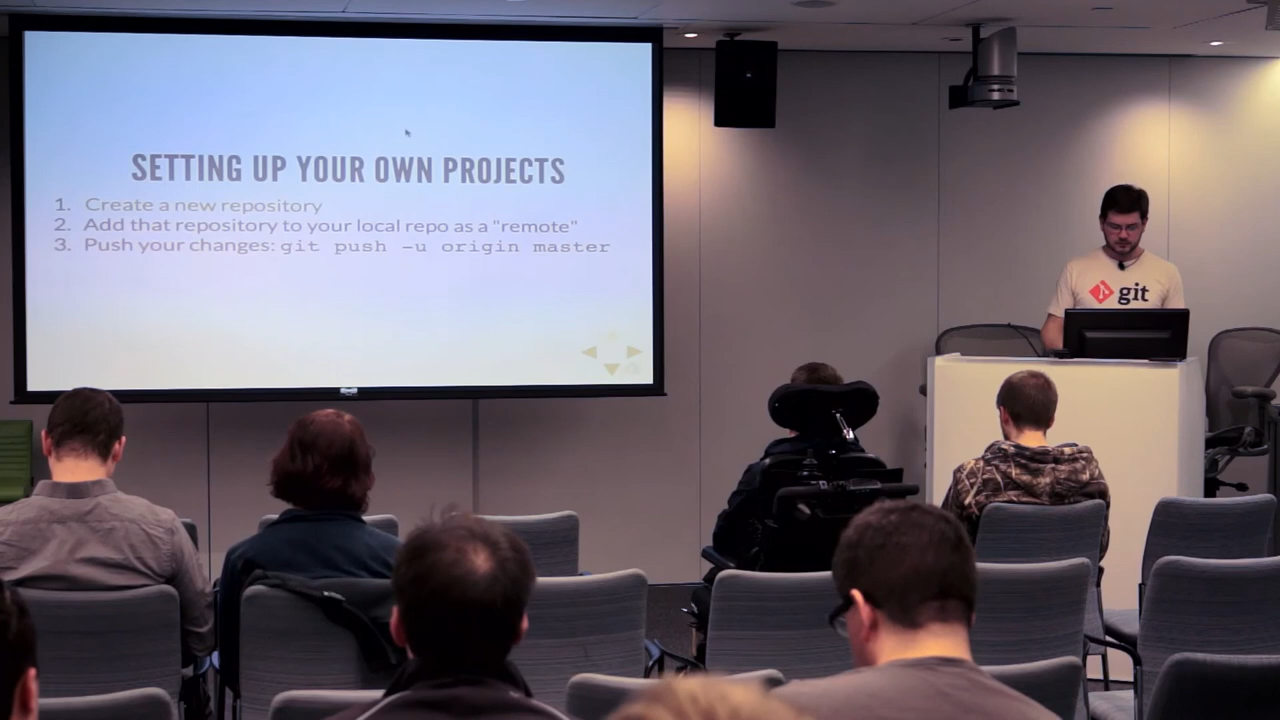 SETTING UP YOUR OWN PROJECTS
1. Create a new repository
2. Add that repository to your local repo as a "remote"
3. Push your changes: git push -u origin master
git